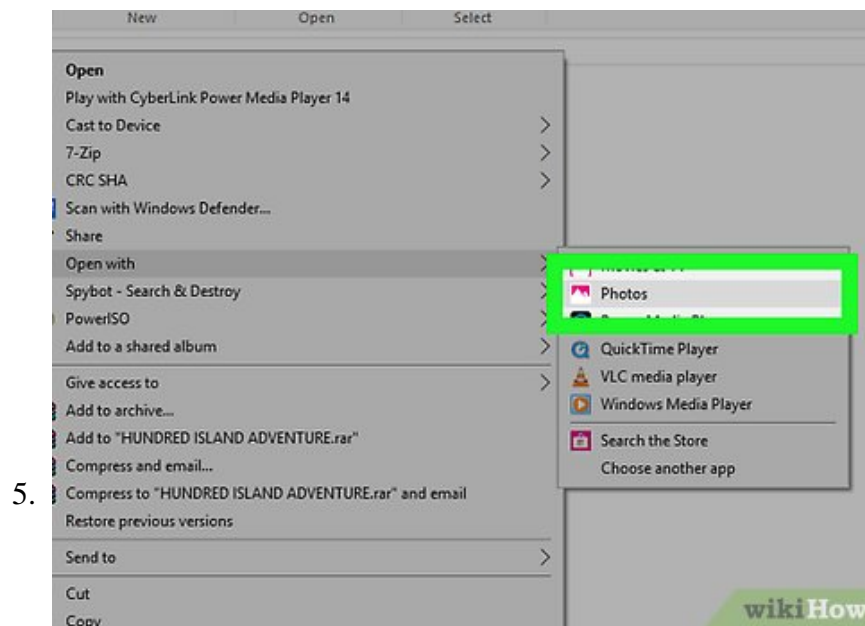 New Open Select
Open
Play with CyberLink Power Media Player 14
Cast to Device
7-Zip
CRC SHA
Scan with Windows Defender...
Share
Open with
Spybot - Search & Destroy
PowerISO
Add to a shared album
Give access to
Add to archive...
Add to "HUNDRED ISLAND ADVENTURE.rar"
Compress and email...
5.
Compress to "HUNDRED ISLAND ADVENTURE.rar" and email
Restore previous versions
Send to
Cut
Copy
Photos
QuickTime Player
VLC media player
Windows Media Player
Search the Store
Choose another app
wikiHow